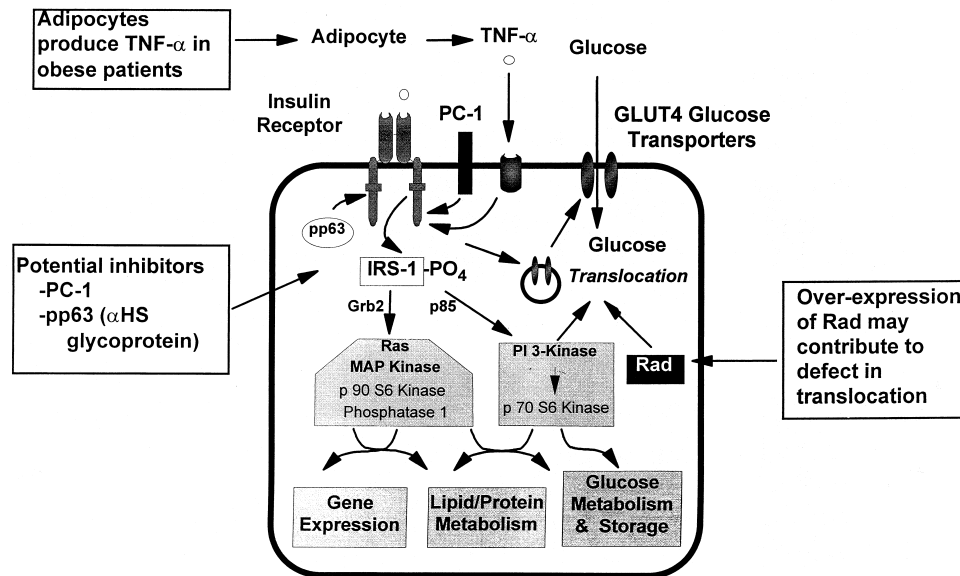 Adipocytes
produce TNF-α in
obese patients
Adipocyte
TNF-α
Glucose
Insulin
Receptor
PC-1
GLUT4 Glucose
Transporters
pp63
Glucose
Translocation
IRS-1 -PO4
Grb2
p85
Potential inhibitors
-PC-1
-pp63 (αHS
glycoprotein)
Ras
MAP Kinase
p 90 S6 Kinase
Phosphatase 1
PI 3-Kinase
p 70 S6 Kinase
Rad
Over-expression
of Rad may
contribute to
defect in
translocation
Gene
Expression
Lipid/Protein
Metabolism
Glucose
Metabolism
& Storage